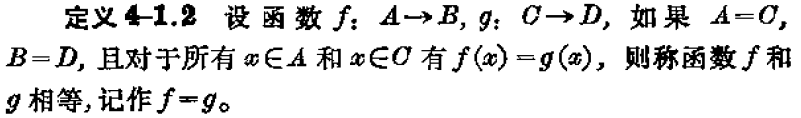 定义 4-1.2 设函数 f: A→B, g: C→D, 如果 A=C,
B=D, 且对于所有 x∈A 和 x∈C 有 f(x)=g(x), 则称函数 f 和
g 相等,记作 f=g。